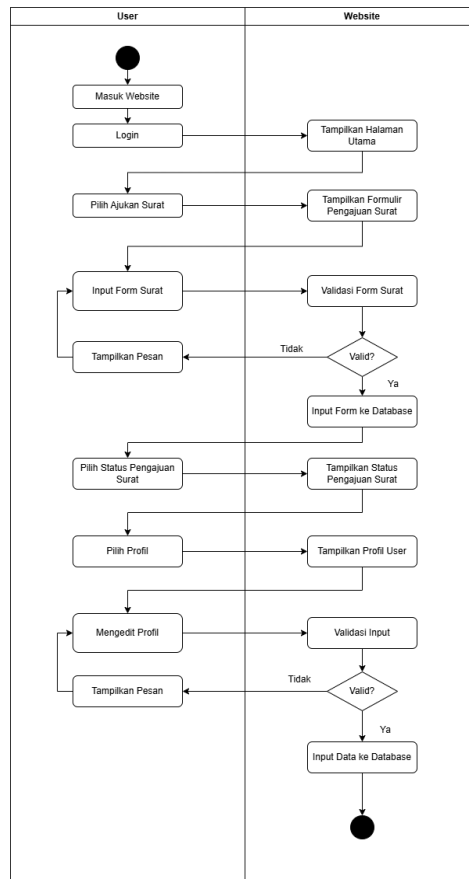 User
Website
Masuk Website
Login
Tampilkan Halaman
Utama
Pilih Ajukan Surat
Tampilkan Formulir
Pengajuan Surat
Input Form Surat
Validasi Form Surat
Tampilkan Pesan
Tidak
Valid?
Ya
Input Form ke Database
Pilih Status Pengajuan
Surat
Tampilkan Status
Pengajuan Surat
Pilih Profil
Tampilkan Profil User
Mengedit Profil
Validasi Input
Tampilkan Pesan
Tidak
Valid?
Ya
Input Data ke Database